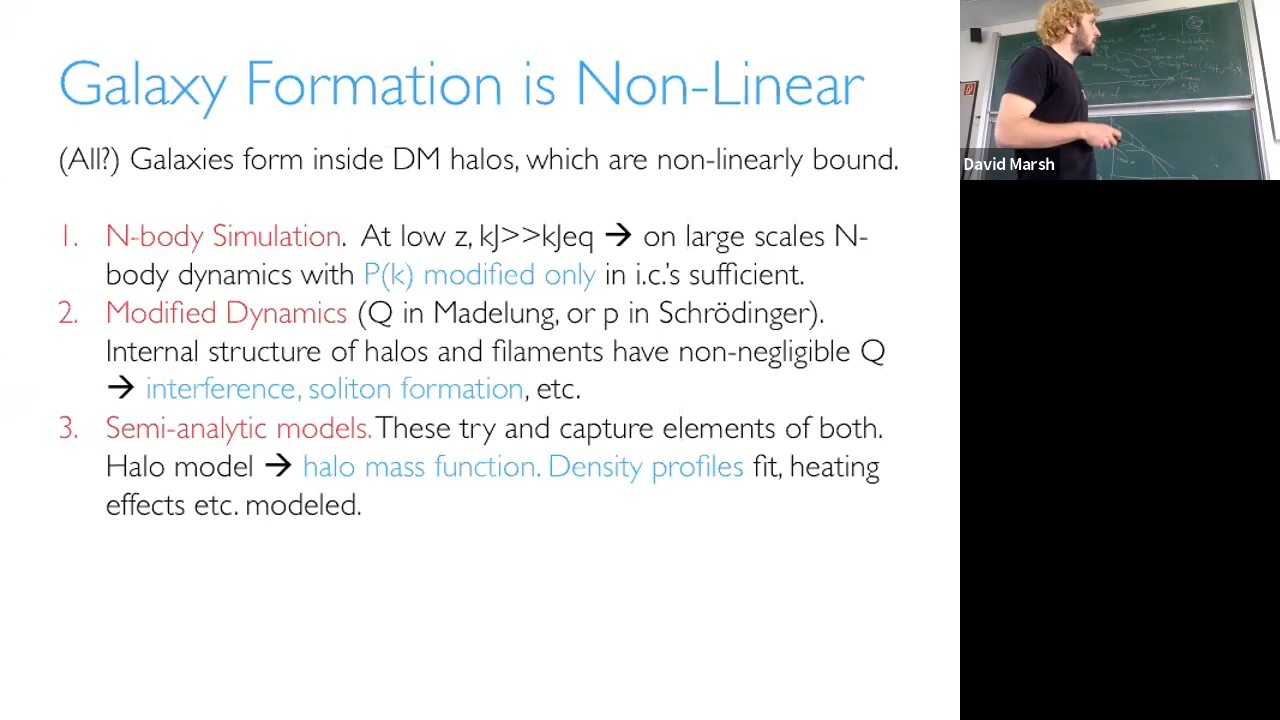 Galaxy Formation is Non-Linear
(All?) Galaxies form inside DM halos, which are non-linearly bound.
1. N-body Simulation. At low z, kJ>>kJeq → on large scales N-
body dynamics with P(k) modified only in i.c.'s sufficient.
2. Modified Dynamics (Q in Madelung, or p in Schrödinger).
Internal structure of halos and filaments have non-negligible Q
→ interference, soliton formation, etc.
3. Semi-analytic models. These try and capture elements of both.
Halo model → halo mass function. Density profiles fit, heating
effects etc. modeled.
David Marsh